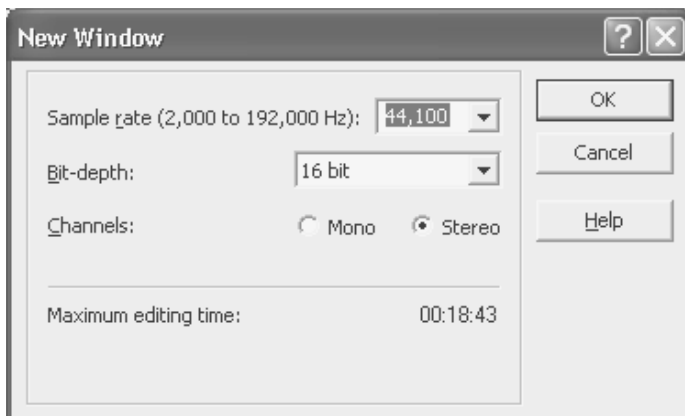 New Window
Sample rate (2,000 to 192,000 Hz): 44,100
OK
Bit-depth: 16 bit
Cancel
Channels: Mono Stereo
Help
Maximum editing time: 00:18:43